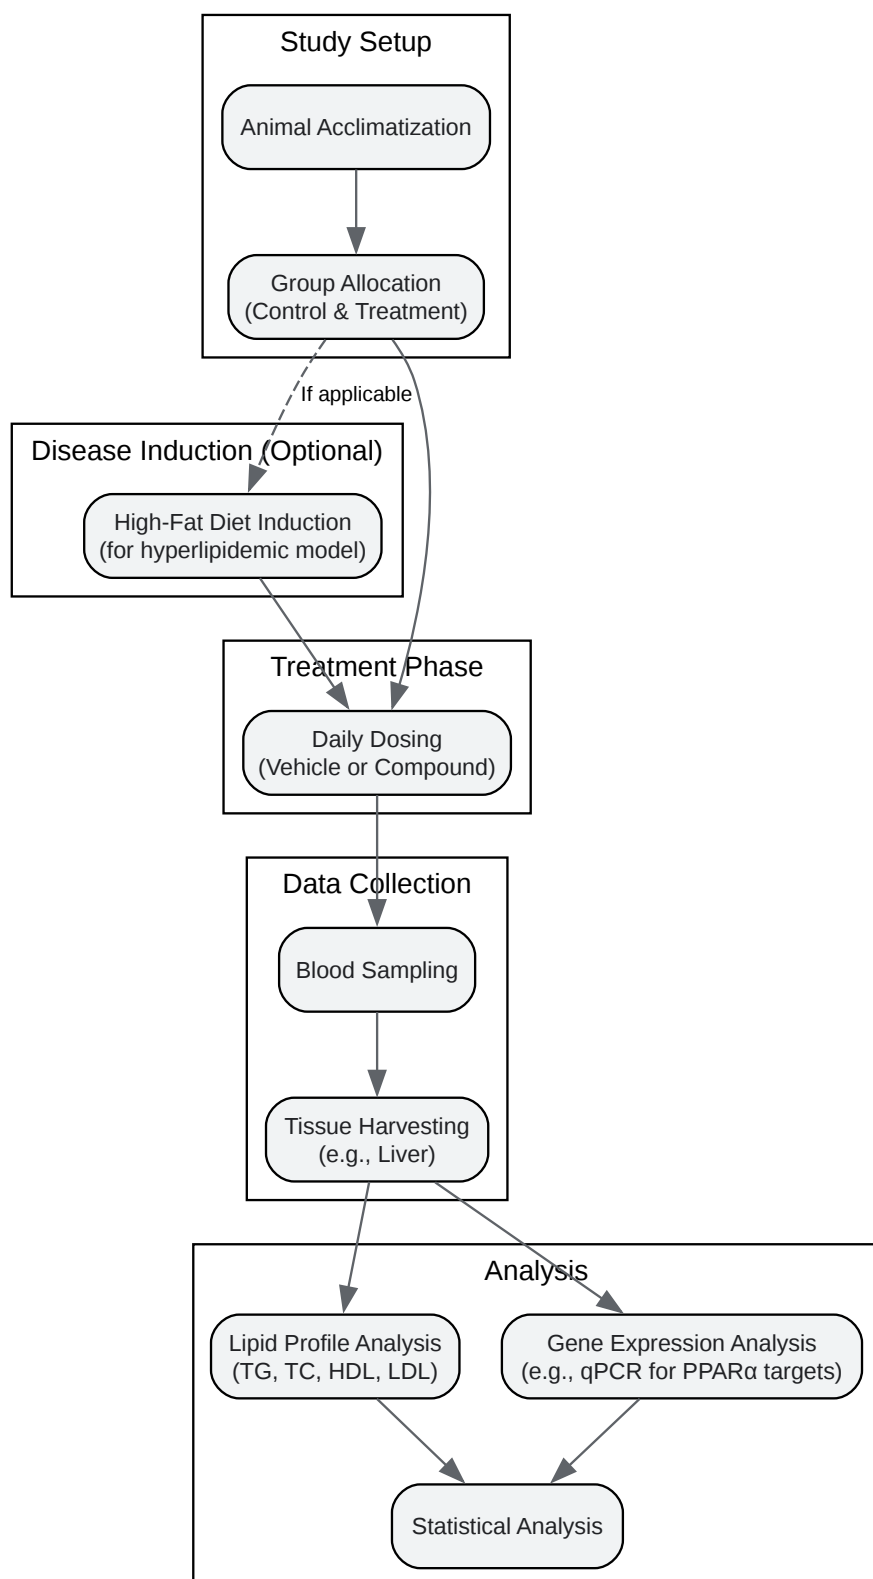 Study Setup
Animal Acclimatization
Group Allocation
(Control & Treatment)
If applicable
Disease Induction (Optional)
High-Fat Diet Induction
(for hyperlipidemic model)
Treatment Phase
Daily Dosing
(Vehicle or Compound)
Data Collection
Blood Sampling
Tissue Harvesting
(e.g., Liver)
Analysis
Lipid Profile Analysis
(TG, TC, HDL, LDL)
Gene Expression Analysis
(e.g., qPCR for PPARα targets)
Statistical Analysis